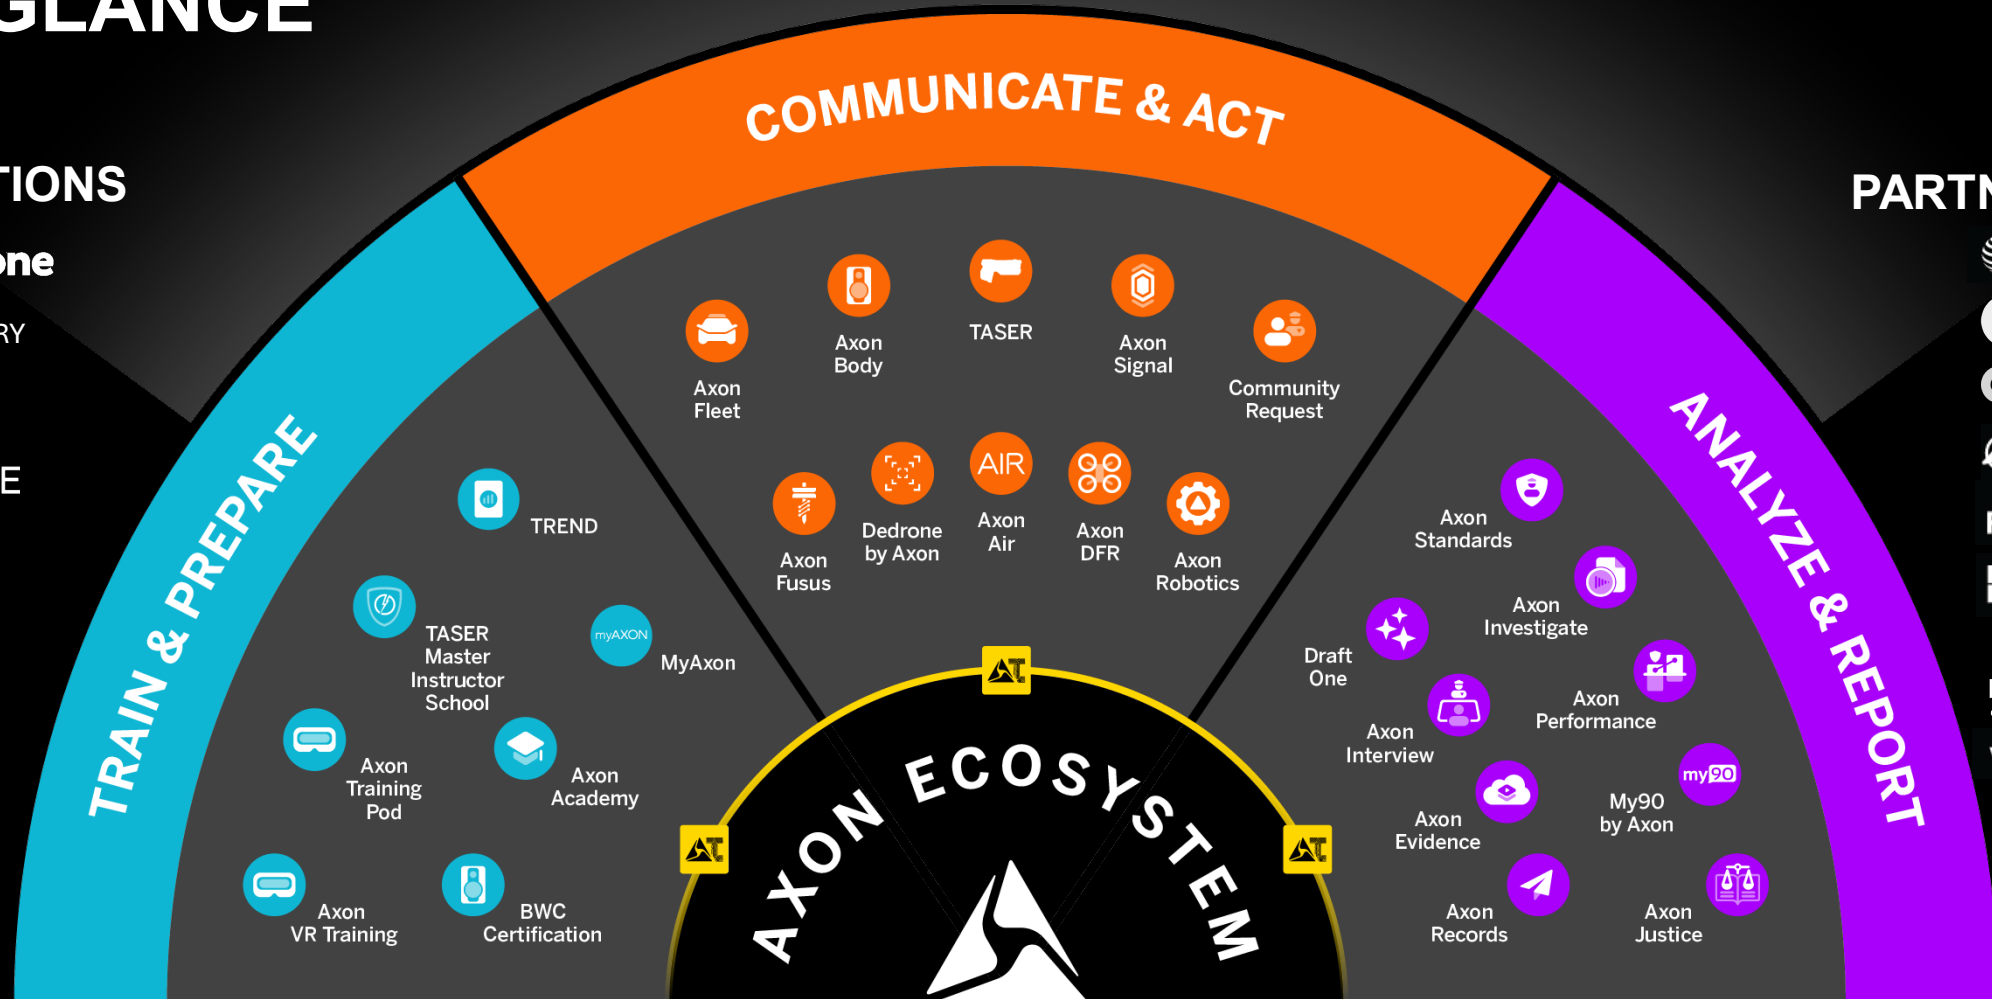 GLANCE
TIONS
one
RY
E
PARTN
COMMUNICATE & ACT
Axon
Fleet
Axon
Body
TASER
Axon
Signal
Community
Request
Axon
Fusus
Dedrone
by Axon
AIR
Axon
Air
Axon
DFR
Axon
Robotics
TRAIN & PREPARE
TREND
TASER
Master
Instructor
School
myAXON
MyAxon
Axon
Training
Pod
Axon
Academy
Axon
VR Training
BWC
Certification
ANALYZE & REPORT
Axon
Standards
Axon
Investigate
Draft
One
Axon
Performance
Axon
Interview
my90
My90
by Axon
Axon
Evidence
Axon
Records
Axon
Justice
AXON ECOSYSTEM